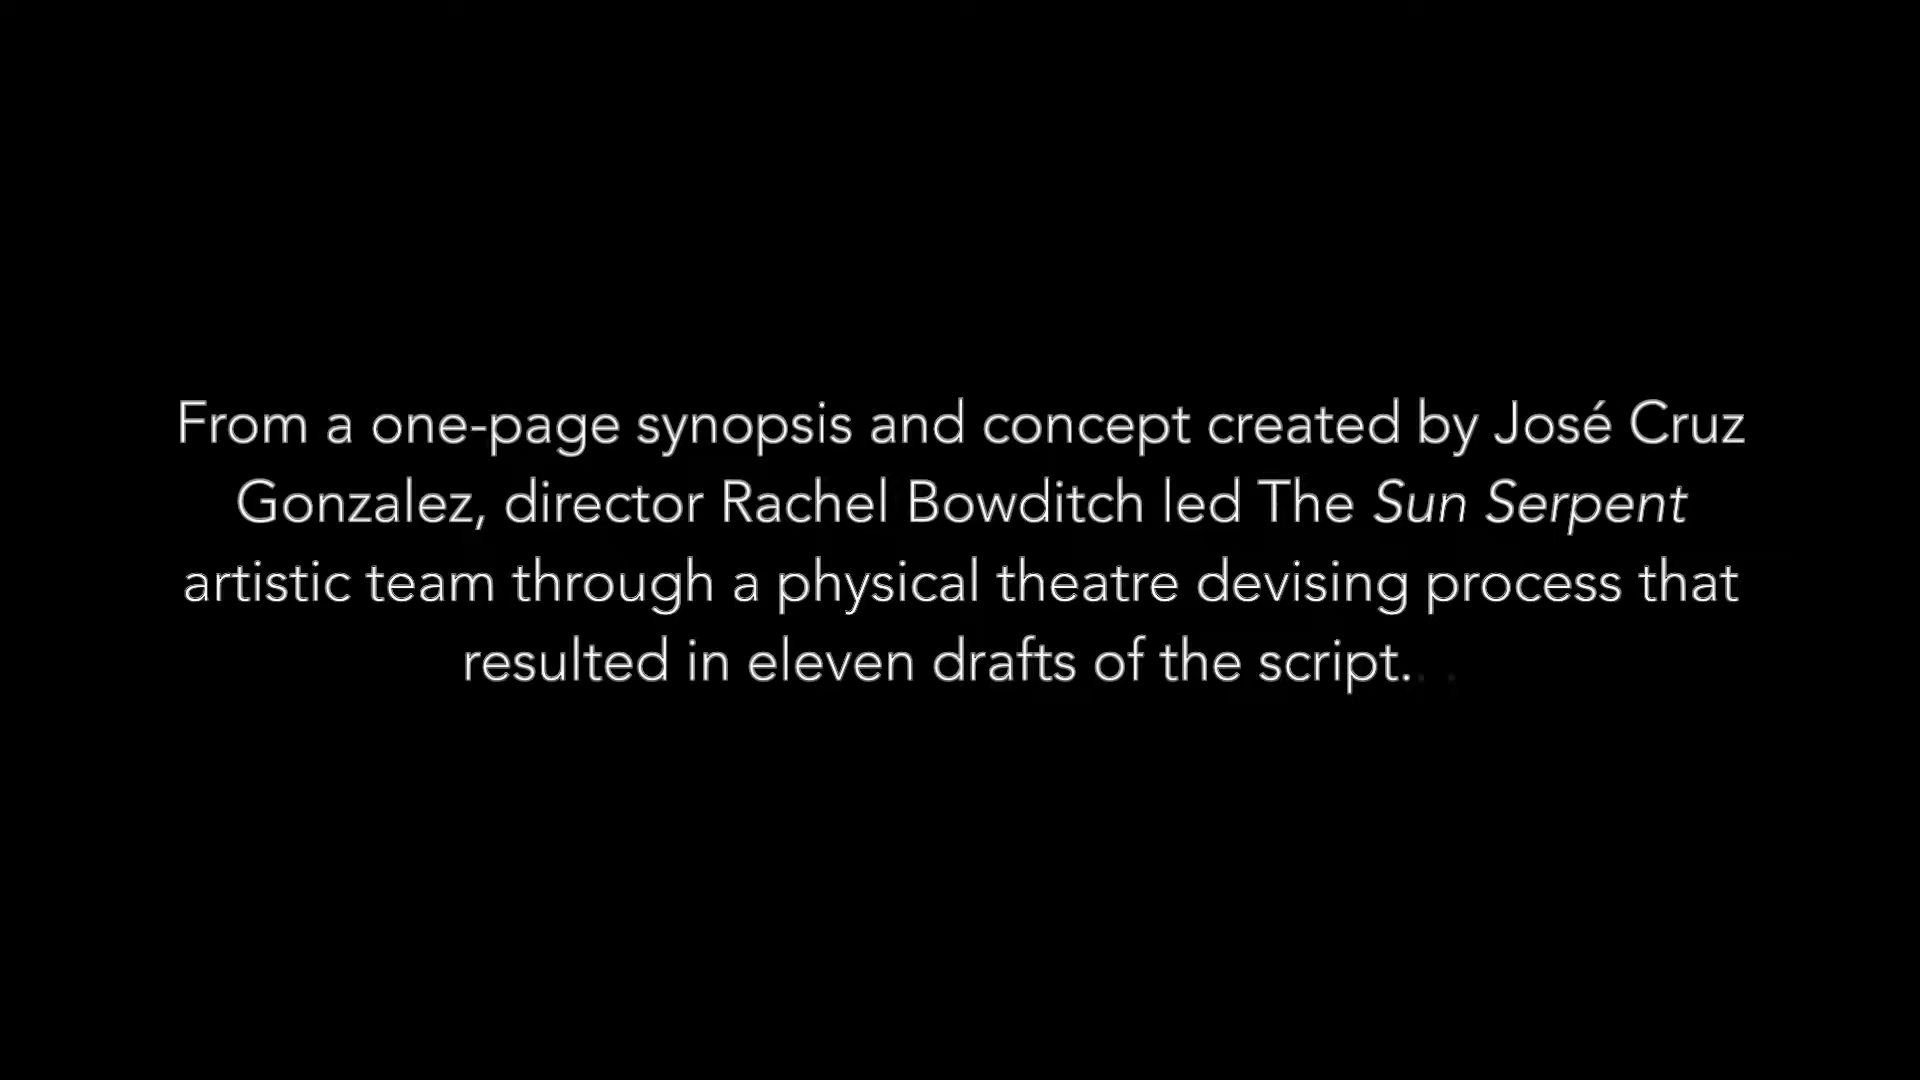 From a one-page synopsis and concept created by José Cruz
Gonzalez, director Rachel Bowditch led The Sun Serpent
artistic team through a physical theatre devising process that
resulted in eleven drafts of the script. . .